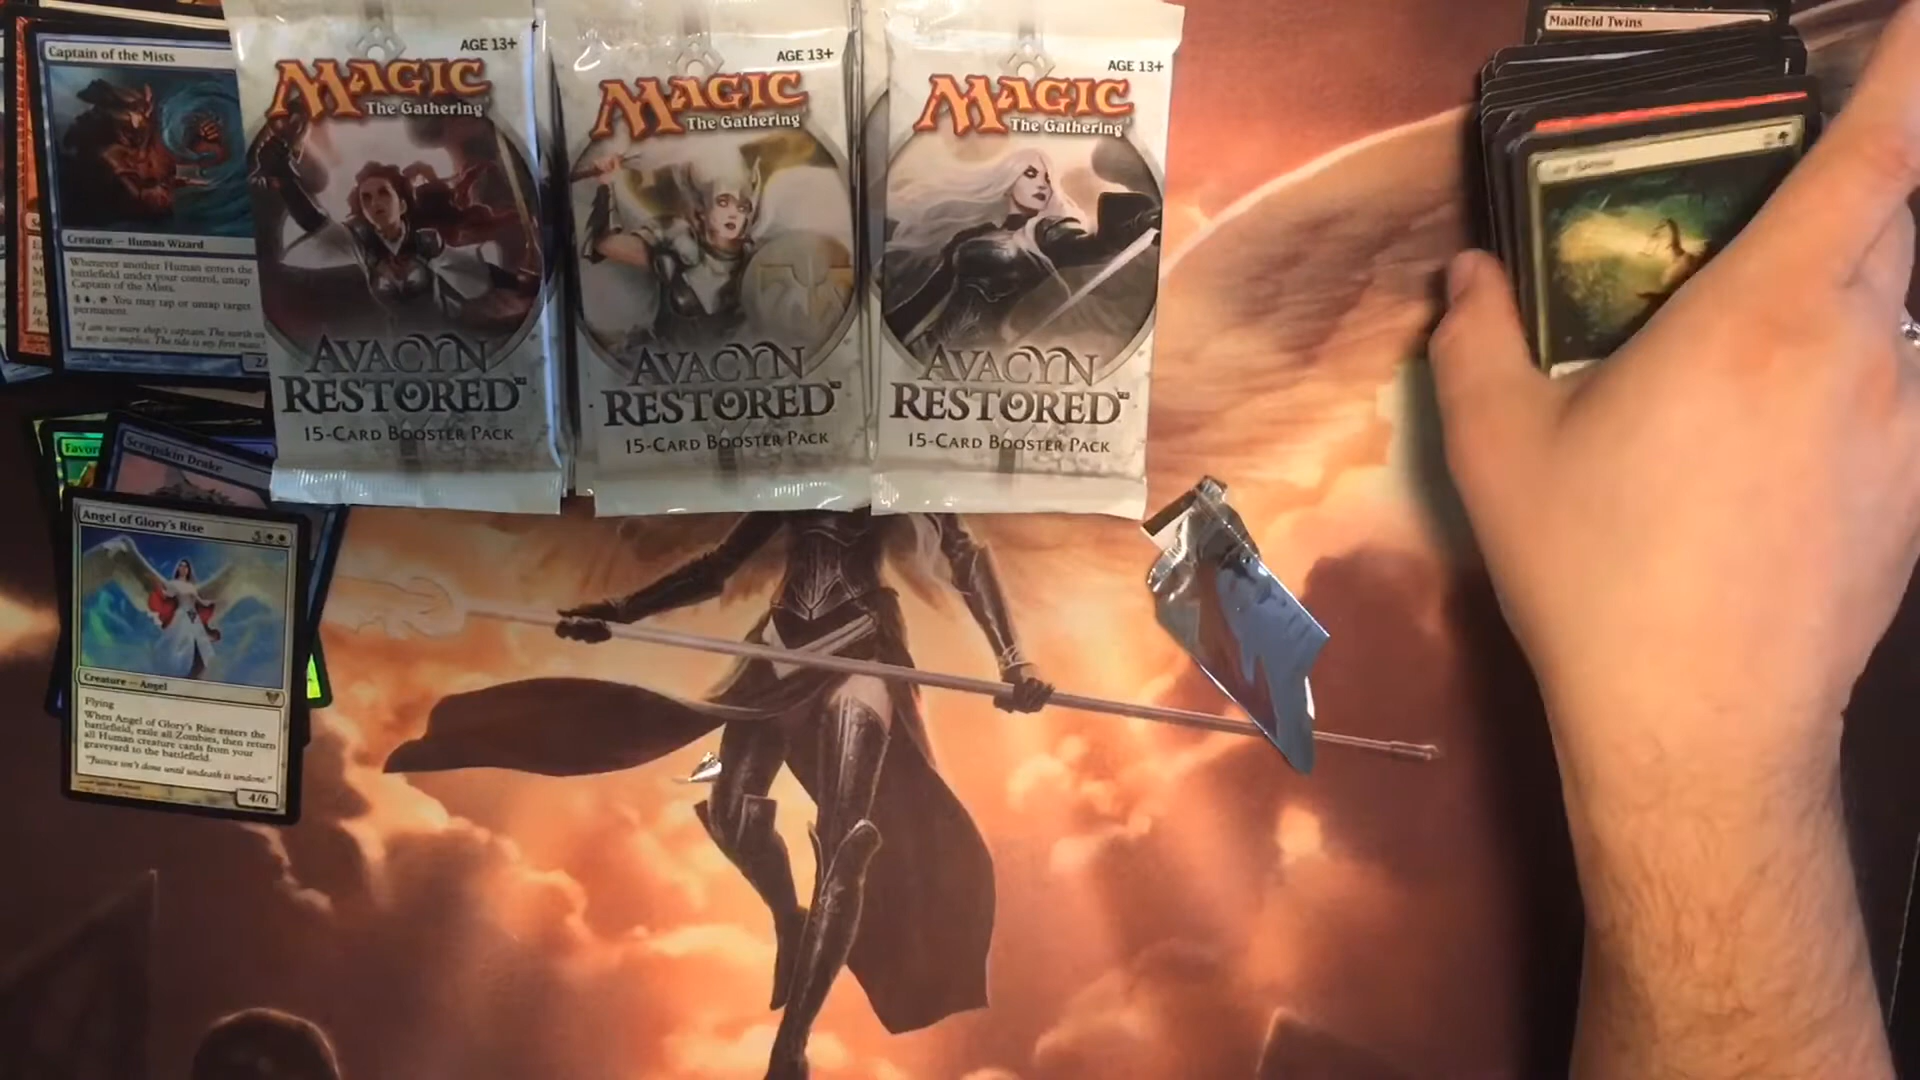 Captain of the Mists
Creature — Human Wizard
Whenever another Human enters the
battlefield under your control, untap
Captain of the Mists.
You may tap or untap target
permanent.
"I am no mere ship's captain. The north
is my accomplice. The tide is my first mate."
2/
AGE 13+
MAGIC
The Gathering
AVACYN
RESTORED
15-CARD BOOSTER PACK
AGE 13+
MAGIC
The Gathering
AVACYN
RESTORED
15-CARD BOOSTER PACK
AGE 13+
MAGIC
The Gathering
AVACYN
RESTORED
15-CARD BOOSTER PACK
Maalfeld Twins
Favor
Scrapskin Drake
Angel of Glory's Rise
5
Creature — Angel
Flying
When Angel of Glory's Rise enters the
battlefield, exile all Zombies, then return
all Human creature cards from your
graveyard to the battlefield.
"Justice isn't done until undeath is undone."
4/6